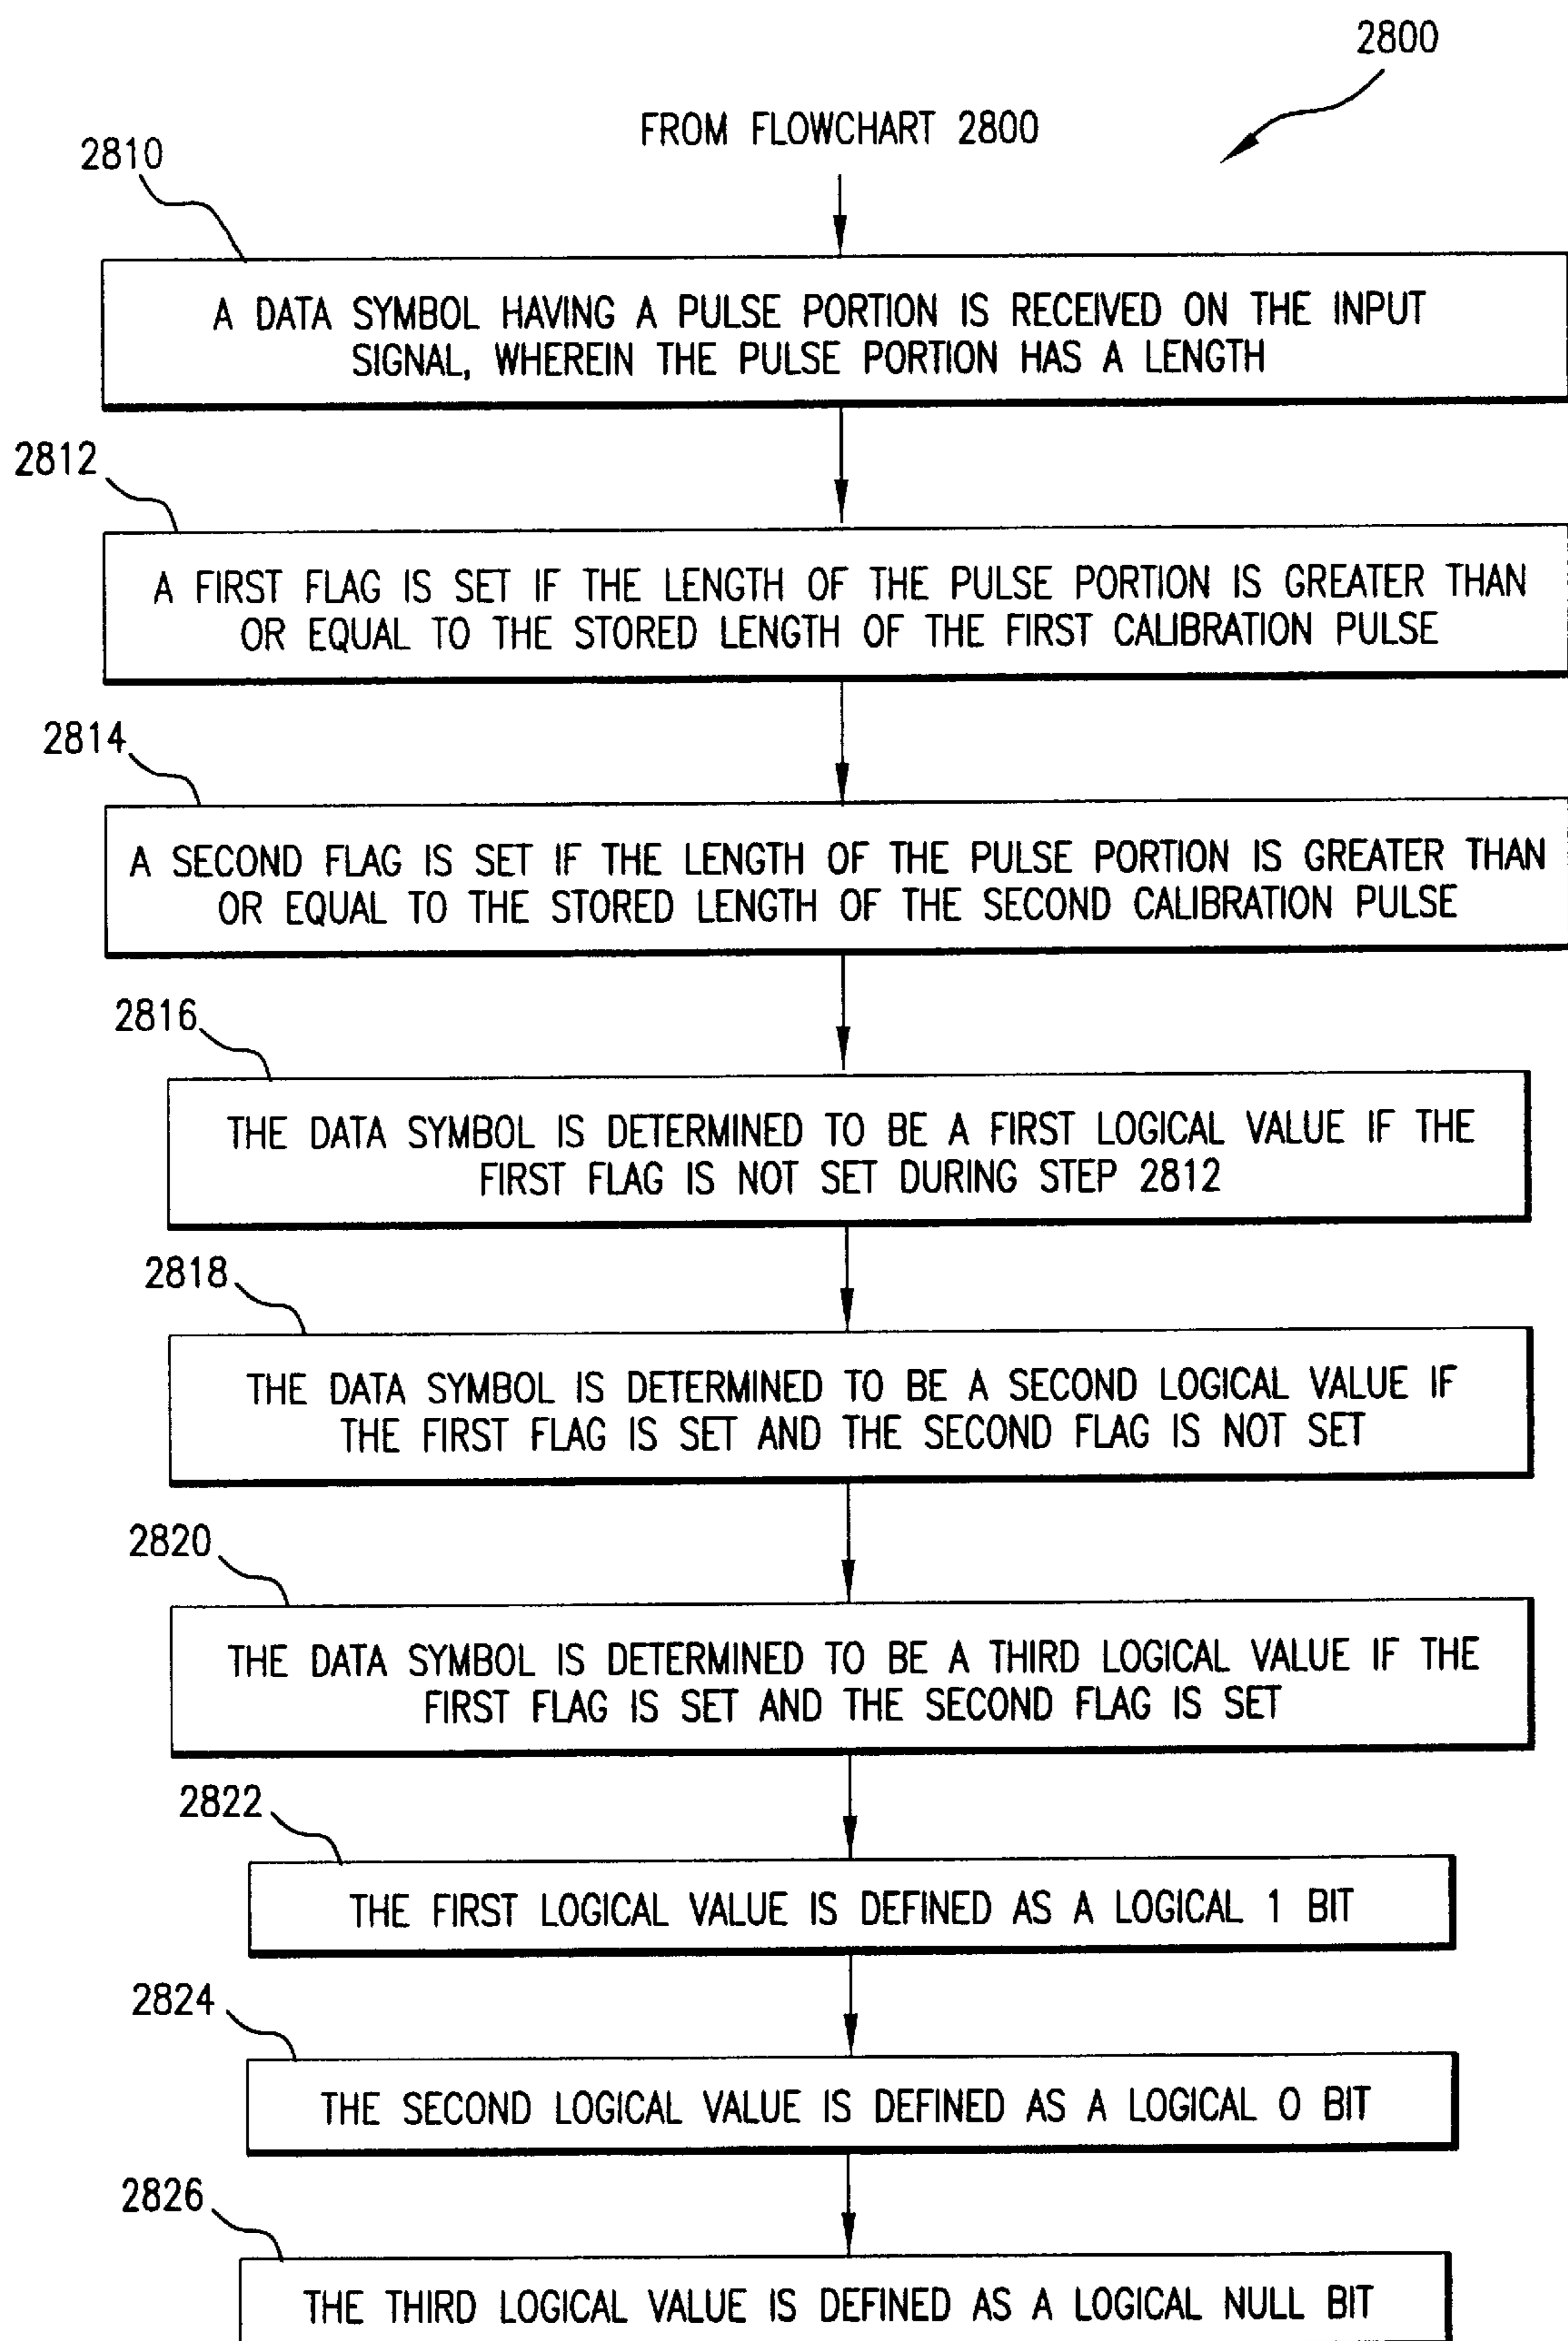 2800
FROM FLOWCHART 2800
2810
A DATA SYMBOL HAVING A PULSE PORTION IS RECEIVED ON THE INPUT
SIGNAL, WHEREIN THE PULSE PORTION HAS A LENGTH
2812
A FIRST FLAG IS SET IF THE LENGTH OF THE PULSE PORTION IS GREATER THAN
OR EQUAL TO THE STORED LENGTH OF THE FIRST CALIBRATION PULSE
2814
A SECOND FLAG IS SET IF THE LENGTH OF THE PULSE PORTION IS GREATER THAN
OR EQUAL TO THE STORED LENGTH OF THE SECOND CALIBRATION PULSE
2816
THE DATA SYMBOL IS DETERMINED TO BE A FIRST LOGICAL VALUE IF THE
FIRST FLAG IS NOT SET DURING STEP 2812
2818
THE DATA SYMBOL IS DETERMINED TO BE A SECOND LOGICAL VALUE IF
THE FIRST FLAG IS SET AND THE SECOND FLAG IS NOT SET
2820
THE DATA SYMBOL IS DETERMINED TO BE A THIRD LOGICAL VALUE IF THE
FIRST FLAG IS SET AND THE SECOND FLAG IS SET
2822
THE FIRST LOGICAL VALUE IS DEFINED AS A LOGICAL 1 BIT
2824
THE SECOND LOGICAL VALUE IS DEFINED AS A LOGICAL 0 BIT
2826
THE THIRD LOGICAL VALUE IS DEFINED AS A LOGICAL NULL BIT